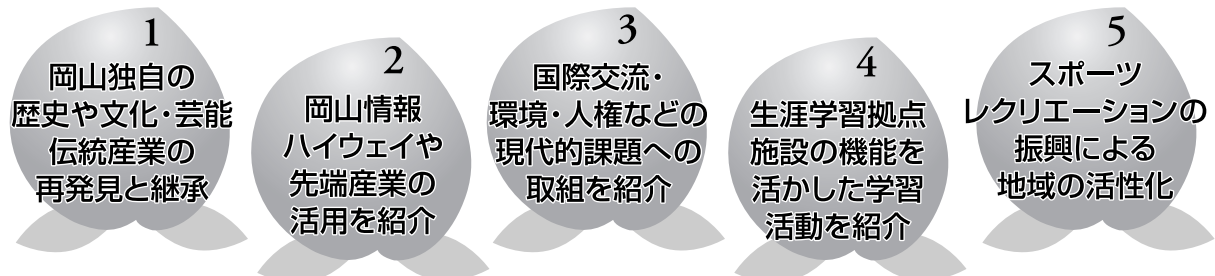 1
岡山独自の
歴史や文化・芸能
伝統産業の
再発見と継承
2
岡山情報
ハイウェイや
先端産業の
活用を紹介
3
国際交流・
環境・人権などの
現代的課題への
取組を紹介
4
生涯学習拠点
施設の機能を
活かした学習
活動を紹介
5
スポーツ
レクリエーションの
振興による
地域の活性化